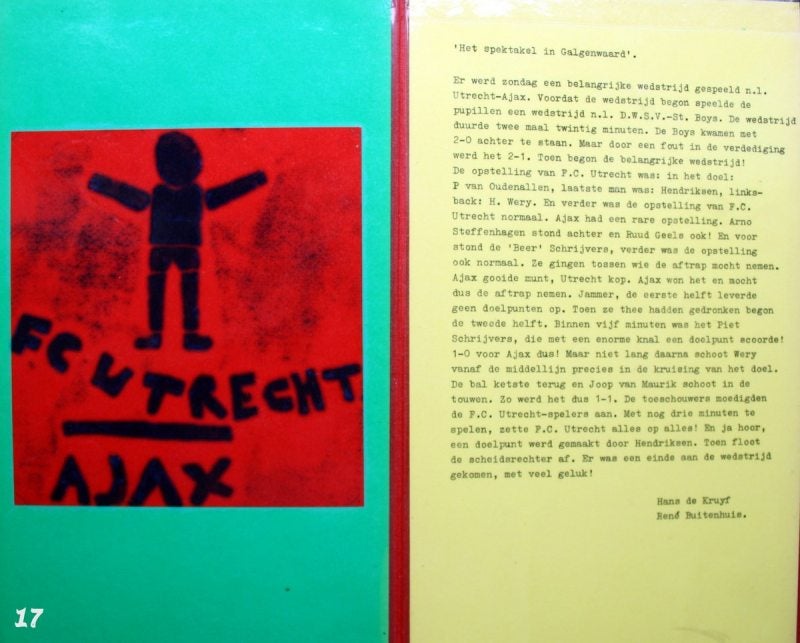 FC UTRECHT
AJAX
17
'Het spektakel in Galgenwaard'.
Er werd zondag een belangrijke wedstrijd gespeeld n.l.
Utrecht-Ajax. Voordat de wedstrijd begon speelde de
pupillen een wedstrijd n.l. D.W.S.V.-St. Boys. De wedstrijd
duurde twee maal twintig minuten. De Boys kwamen met
2-0 achter te staan. Maar door een fout in de verdediging
werd het 2-1. Toen begon de belangrijke wedstrijd!
De opstelling van F.C. Utrecht was: in het doel:
P van Oudenallen, laatste man was: Hendriksen, links-
back: H. Wery. En verder was de opstelling van F.C.
Utrecht normaal. Ajax had een rare opstelling. Arno
Steffenhagen stond achter en Ruud Geels ook! En voor
stond de 'Beer' Schrijvers, verder was de opstelling
ook normaal. Ze gingen tossen wie de aftrap mocht nemen.
Ajax gooide munt, Utrecht kop. Ajax won het en mocht
dus de aftrap nemen. Jammer, de eerste helft leverde
geen doelpunten op. Toen ze thee hadden gedronken begon
de tweede helft. Binnen vijf minuten was het Piet
Schrijvers, die met een enorme knal een doelpunt scoorde!
1-0 voor Ajax dus! Maar niet lang daarna schoot Wery
vanaf de middellijn precies in de kruising van het doel.
De bal ketste terug en Joop van Maurik schoot in de
touwen. Zo werd het dus 1-1. De toeschouwers moedigden
de F.C. Utrecht-spelers aan. Met nog drie minuten te
spelen, zette F.C. Utrecht alles op alles! En ja hoor,
een doelpunt werd gemaakt door Hendriksen. Toen floot
de scheidsrechter af. Er was een einde aan de wedstrijd
gekomen, met veel geluk!
Hans de Kruyf
René Buitenhuis.